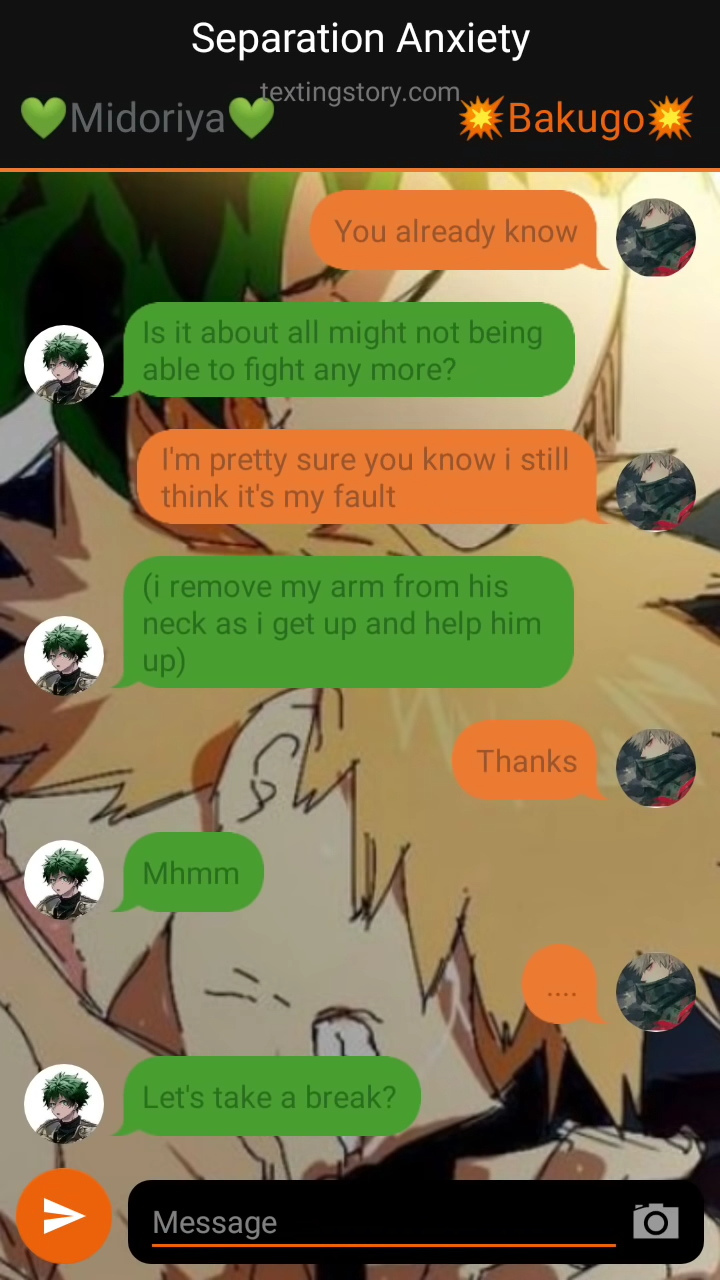 Separation Anxiety
textingstory.com
💚Midoriya💚
💥Bakugo💥
You already know
Is it about all might not being
able to fight any more?
I'm pretty sure you know i still
think it's my fault
(i remove my arm from his
neck as i get up and help him
up)
Thanks
Mhmm
....
Let's take a break?
Message